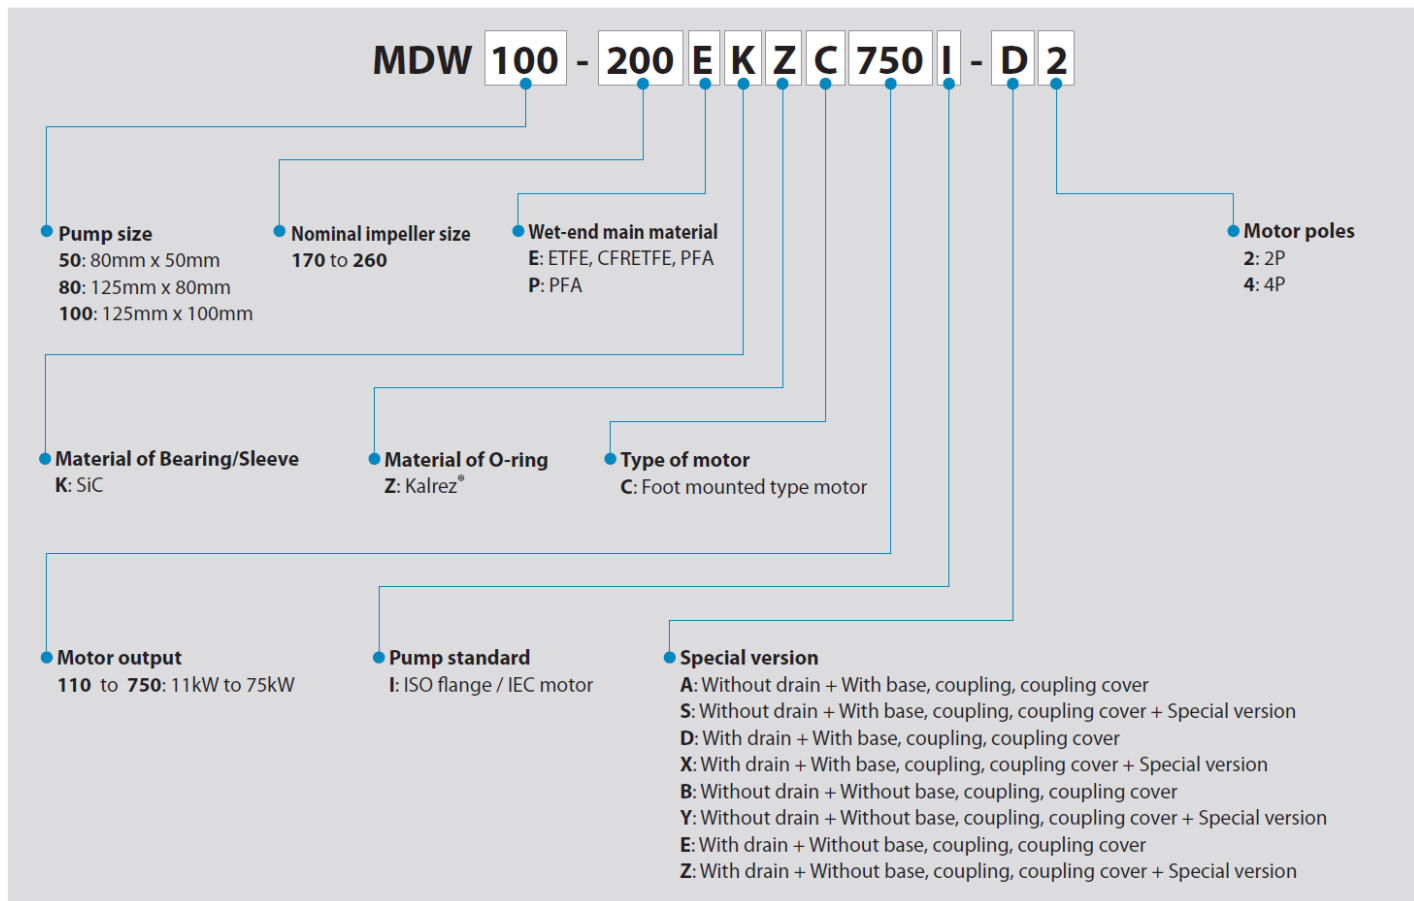 MDW 100 - 200 E K Z C 750 I - D 2
Pump size
50: 80mm x 50mm
80: 125mm x 80mm
100: 125mm x 100mm
Nominal impeller size
170 to 260
Wet-end main material
E: ETFE, CFRETFE, PFA
P: PFA
Motor poles
2: 2P
4: 4P
Material of Bearing/Sleeve
K: SiC
Material of O-ring
Z: Kalrez®
Type of motor
C: Foot mounted type motor
Motor output
110 to 750: 11kW to 75kW
Pump standard
I: ISO flange / IEC motor
Special version
A: Without drain + With base, coupling, coupling cover
S: Without drain + With base, coupling, coupling cover + Special version
D: With drain + With base, coupling, coupling cover
X: With drain + With base, coupling, coupling cover + Special version
B: Without drain + Without base, coupling, coupling cover
Y: Without drain + Without base, coupling, coupling cover + Special version
E: With drain + Without base, coupling, coupling cover
Z: With drain + Without base, coupling, coupling cover + Special version